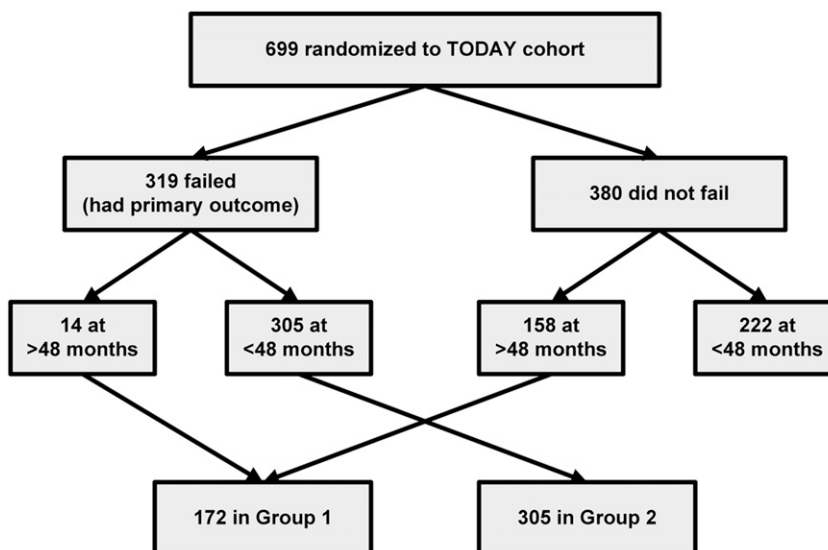 699 randomized to TODAY cohort
319 failed
(had primary outcome)
380 did not fail
14 at
>48 months
305 at
<48 months
158 at
>48 months
222 at
<48 months
172 in Group 1
305 in Group 2